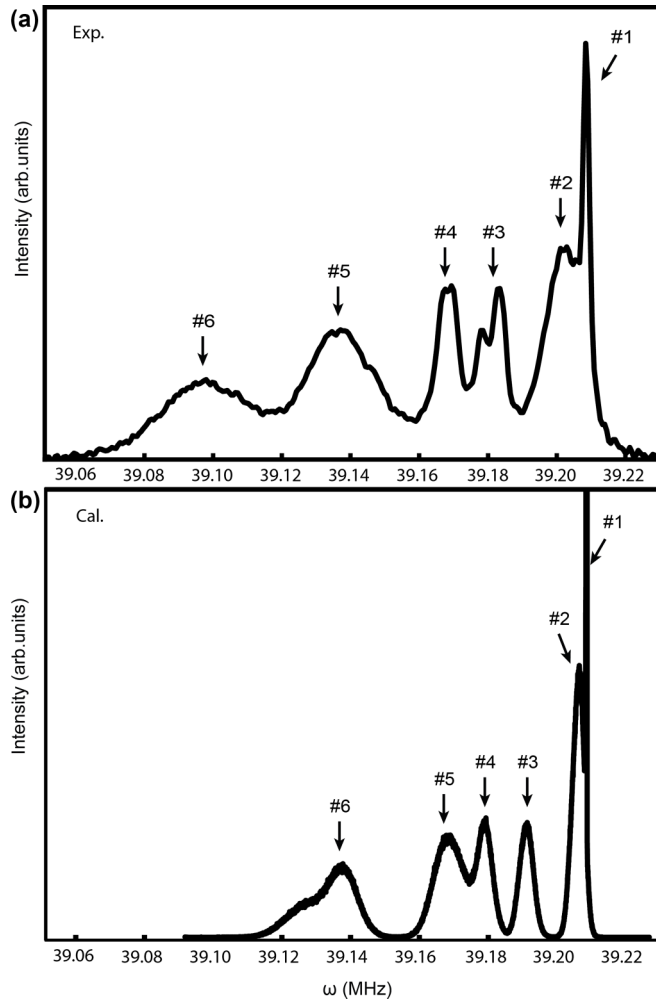 (a)
Exp.
#1
#2
#4 #3
#5
#6
Intensity (arb.units)
39.06 39.08 39.10 39.12 39.14 39.16 39.18 39.20 39.22
(b)
Cal.
#1
#2
#4 #3
#5
#6
Intensity (arb.units)
39.06 39.08 39.10 39.12 39.14 39.16 39.18 39.20 39.22
ω (MHz)